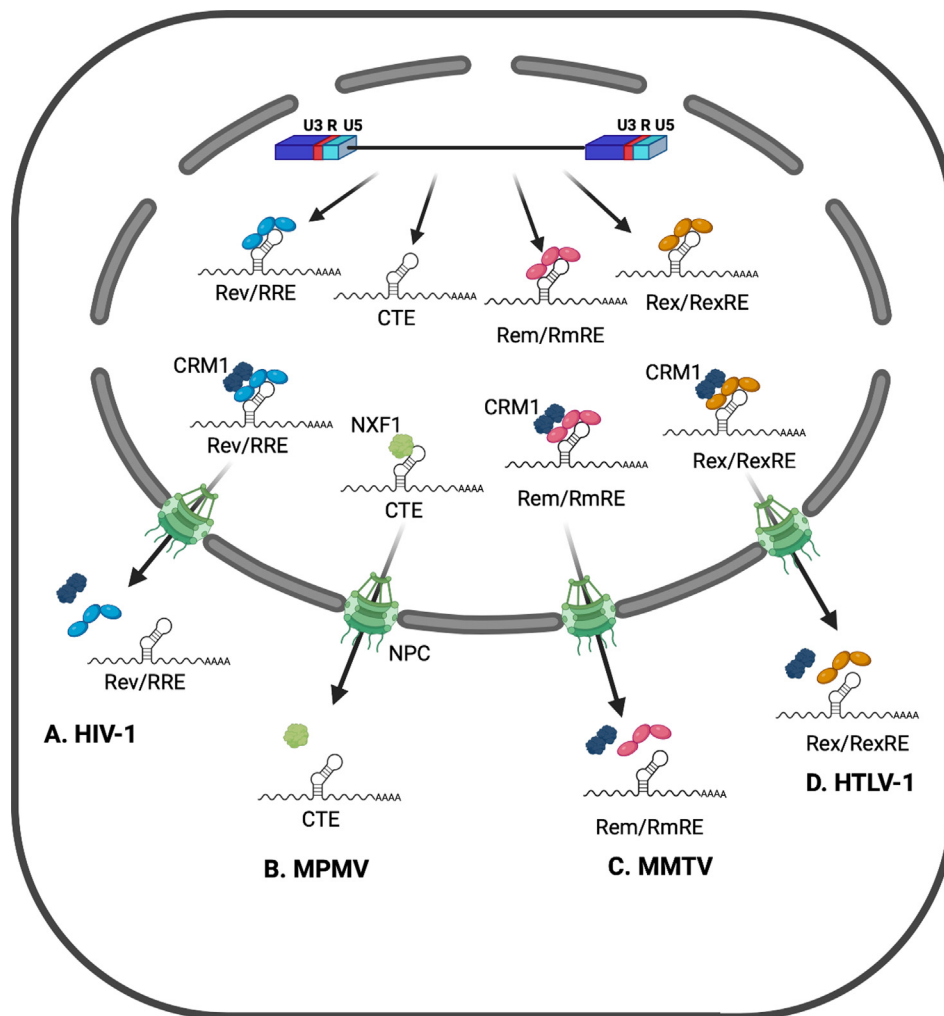 U3 R U5
U3 R U5
AAAA
Rev/RRE
AAAA
CTE
AAAA
Rem/RmRE
AAAA
Rex/RexRE
CRM1
AAAA
Rev/RRE
NXF1
AAAA
CTE
CRM1
AAAA
Rem/RmRE
CRM1
AAAA
Rex/RexRE
NPC
AAAA
Rev/RRE
A. HIV-1
AAAA
CTE
B. MPMV
AAAA
Rem/RmRE
C. MMTV
AAAA
Rex/RexRE
D. HTLV-1